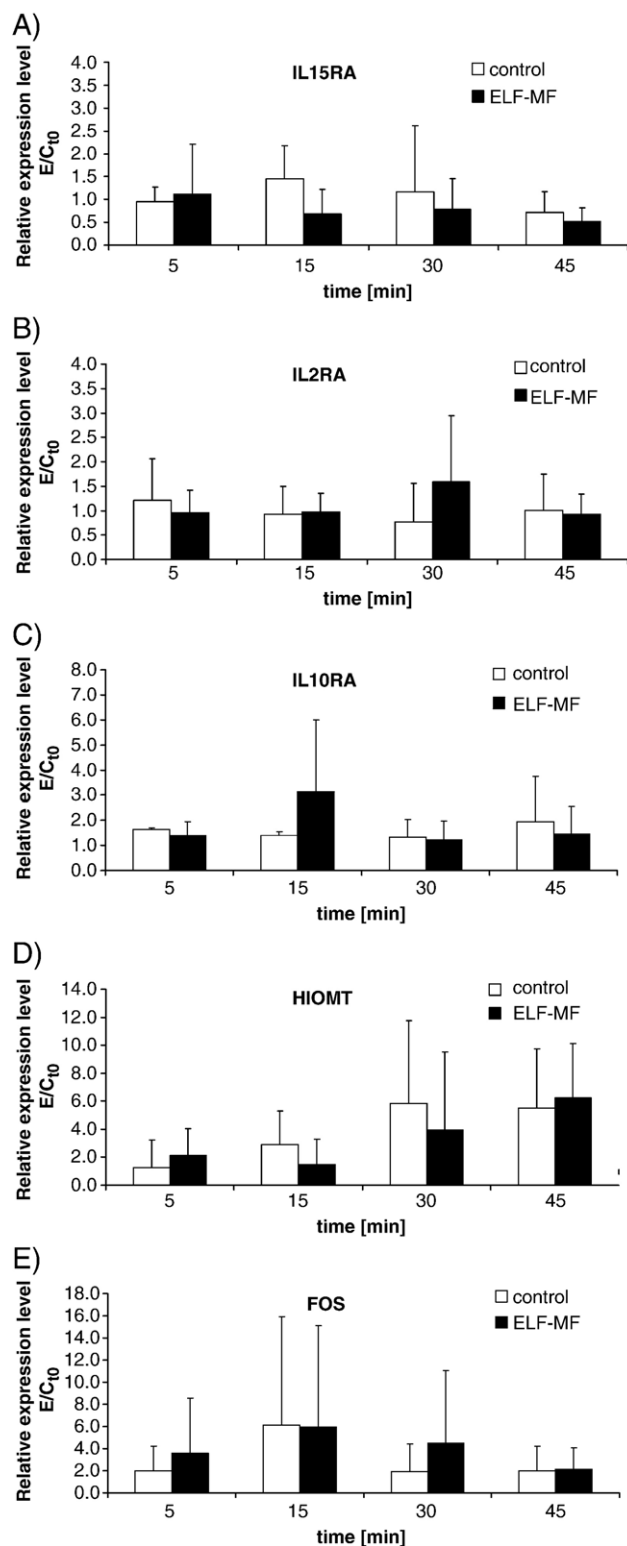 A)
IL15RA
control
ELF-MF
Relative expression level
E/Ct0
4.0
3.5
3.0
2.5
2.0
1.5
1.0
0.5
0.0
5 15 30 45
time [min]
B)
IL2RA
control
ELF-MF
Relative expression level
E/Ct0
4.0
3.5
3.0
2.5
2.0
1.5
1.0
0.5
0.0
5 15 30 45
time [min]
C)
IL10RA
control
ELF-MF
Relative expression level
E/Ct0
8.0
7.0
6.0
5.0
4.0
3.0
2.0
1.0
0.0
5 15 30 45
time [min]
D)
HIOMT
control
ELF-MF
Relative expression level
E/Ct0
14.0
12.0
10.0
8.0
6.0
4.0
2.0
0.0
5 15 30 45
time [min]
E)
FOS
control
ELF-MF
Relative expression level
E/Ct0
18.0
16.0
14.0
12.0
10.0
8.0
6.0
4.0
2.0
0.0
5 15 30 45
time [min]